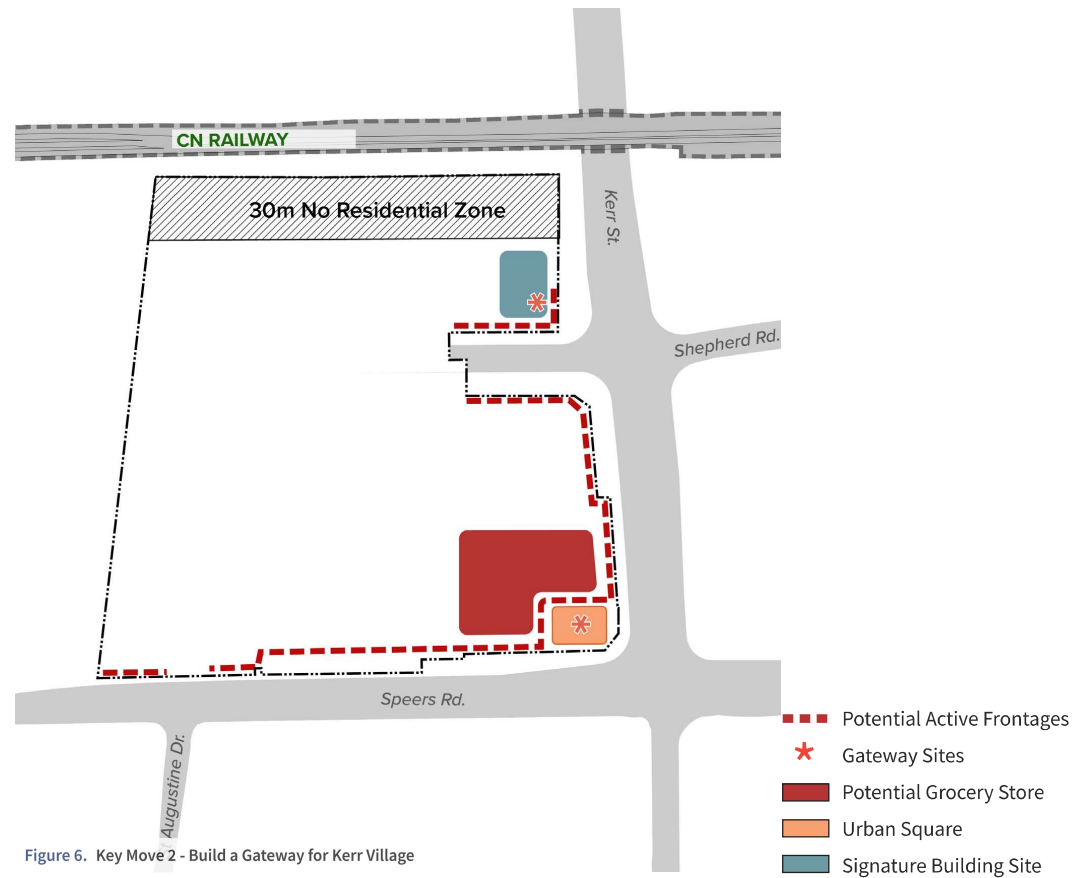 CN RAILWAY
30m No Residential Zone
Kerr St.
Shepherd Rd.
Speers Rd.
Augustine Dr.
Potential Active Frontages
Gateway Sites
Potential Grocery Store
Urban Square
Signature Building Site
Figure 6. Key Move 2 - Build a Gateway for Kerr Village